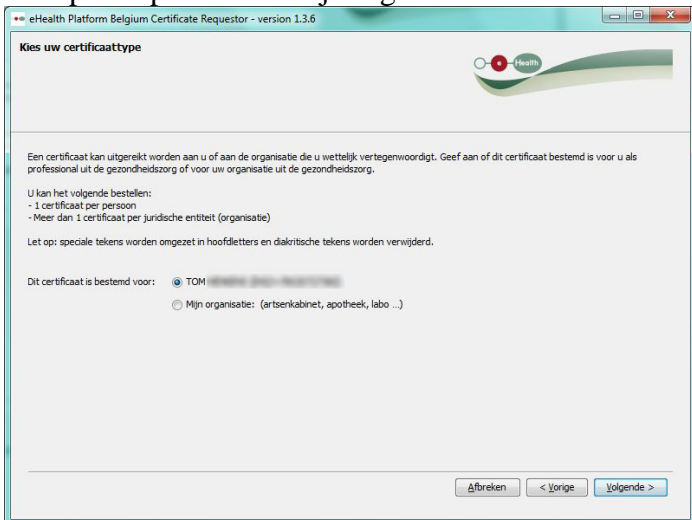 eHealth Platform Belgium Certificate Requestor - version 1.3.6
Kies uw certificaattype
Health
Een certificaat kan uitgereikt worden aan u of aan de organisatie die u wettelijk vertegenwoordigt. Geef aan of dit certificaat bestemd is voor u als
professional uit de gezondheidszorg of voor uw organisatie uit de gezondheidszorg.
U kan het volgende bestellen:
- 1 certificaat per persoon
- Meer dan 1 certificaat per juridische entiteit (organisatie)
Let op: speciale tekens worden omgezet in hoofdletters en diakritische tekens worden verwijderd.
Dit certificaat is bestemd voor: TOM
Mijn organisatie: (artsenkabinet, apotheek, labo ...)
Afbreken < Vorige Volgende >